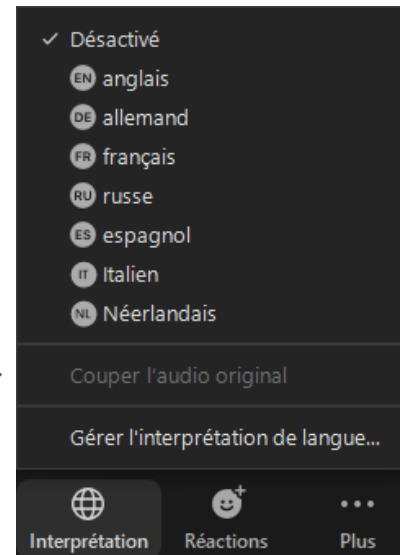 ✓ Désactivé
EN anglais
DE allemand
FR français
RU russe
ES espagnol
IT Italien
NL Néerlandais
Couper l'audio original
Gérer l'interprétation de langue...
Interprétation Réactions Plus